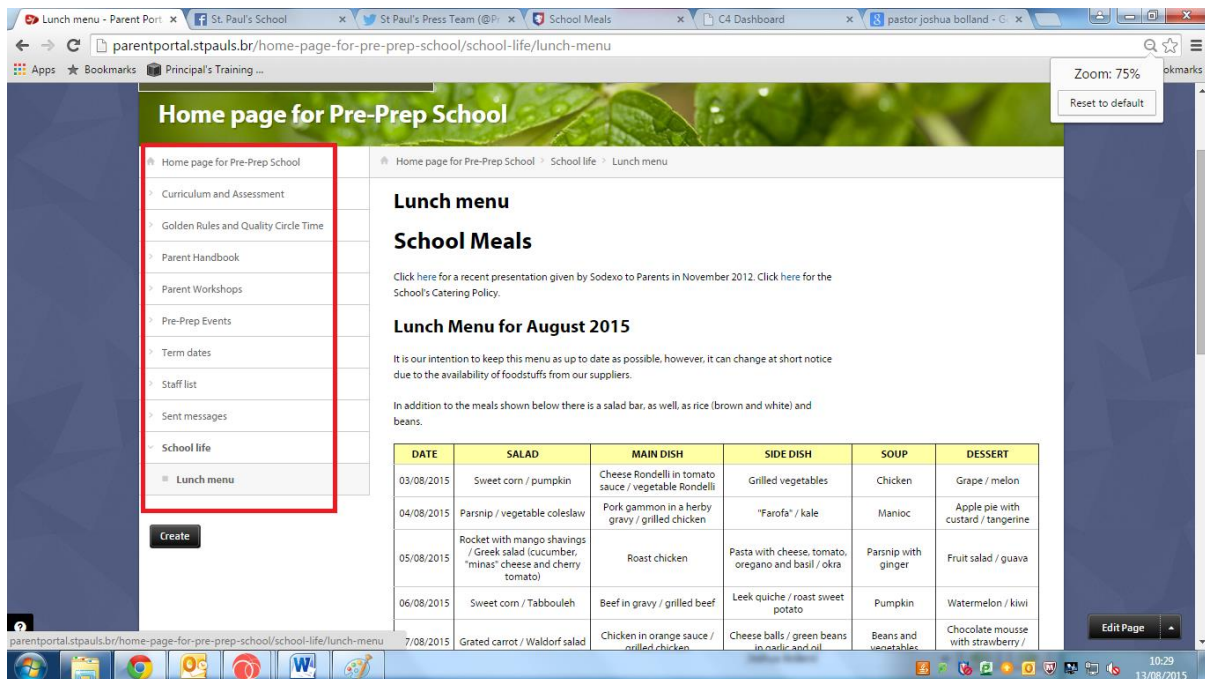 Lunch menu - Parent Port
St. Paul's School
St Paul's Press Team (@Pr
School Meals
C4 Dashboard
pastor joshua bolland - G
parentportal.stpauls.br/home-page-for-pre-prep-school/school-life/lunch-menu
Apps Bookmarks Principal's Training ...
okmarks
Zoom: 75%
Reset to default
Home page for Pre-Prep School
Home page for Pre-Prep School
Curriculum and Assessment
Golden Rules and Quality Circle Time
Parent Handbook
Parent Workshops
Pre-Prep Events
Term dates
Staff list
Sent messages
School life
Lunch menu
Create
Home page for Pre-Prep School > School life > Lunch menu
Lunch menu
School Meals
Click here for a recent presentation given by Sodexo to Parents in November 2012. Click here for the
School's Catering Policy.
Lunch Menu for August 2015
It is our intention to keep this menu as up to date as possible, however, it can change at short notice
due to the availability of foodstuffs from our suppliers.
In addition to the meals shown below there is a salad bar, as well, as rice (brown and white) and
beans.
DATE SALAD MAIN DISH SIDE DISH SOUP DESSERT
03/08/2015 Sweet corn / pumpkin Cheese Rondelli in tomato sauce / vegetable Rondelli Grilled vegetables Chicken Grape / melon
04/08/2015 Parsnip / vegetable coleslaw Pork gammon in a herby gravy / grilled chicken "Farofa" / kale Manioc Apple pie with custard / tangerine
05/08/2015 Rocket with mango shavings / Greek salad (cucumber, "minas" cheese and cherry tomato) Roast chicken Pasta with cheese, tomato, oregano and basil / okra Parsnip with ginger Fruit salad / guava
06/08/2015 Sweet corn / Tabbouleh Beef in gravy / grilled beef Leek quiche / roast sweet potato Pumpkin Watermelon / kiwi
7/08/2015 Grated carrot / Waldorf salad Chicken in orange sauce / grilled chicken Cheese balls / green beans in garlic and oil Beans and vegetables Chocolate mousse with strawberry /
Edit Page
parentportal.stpauls.br/home-page-for-pre-prep-school/school-life/lunch-menu
10:29
13/08/2015